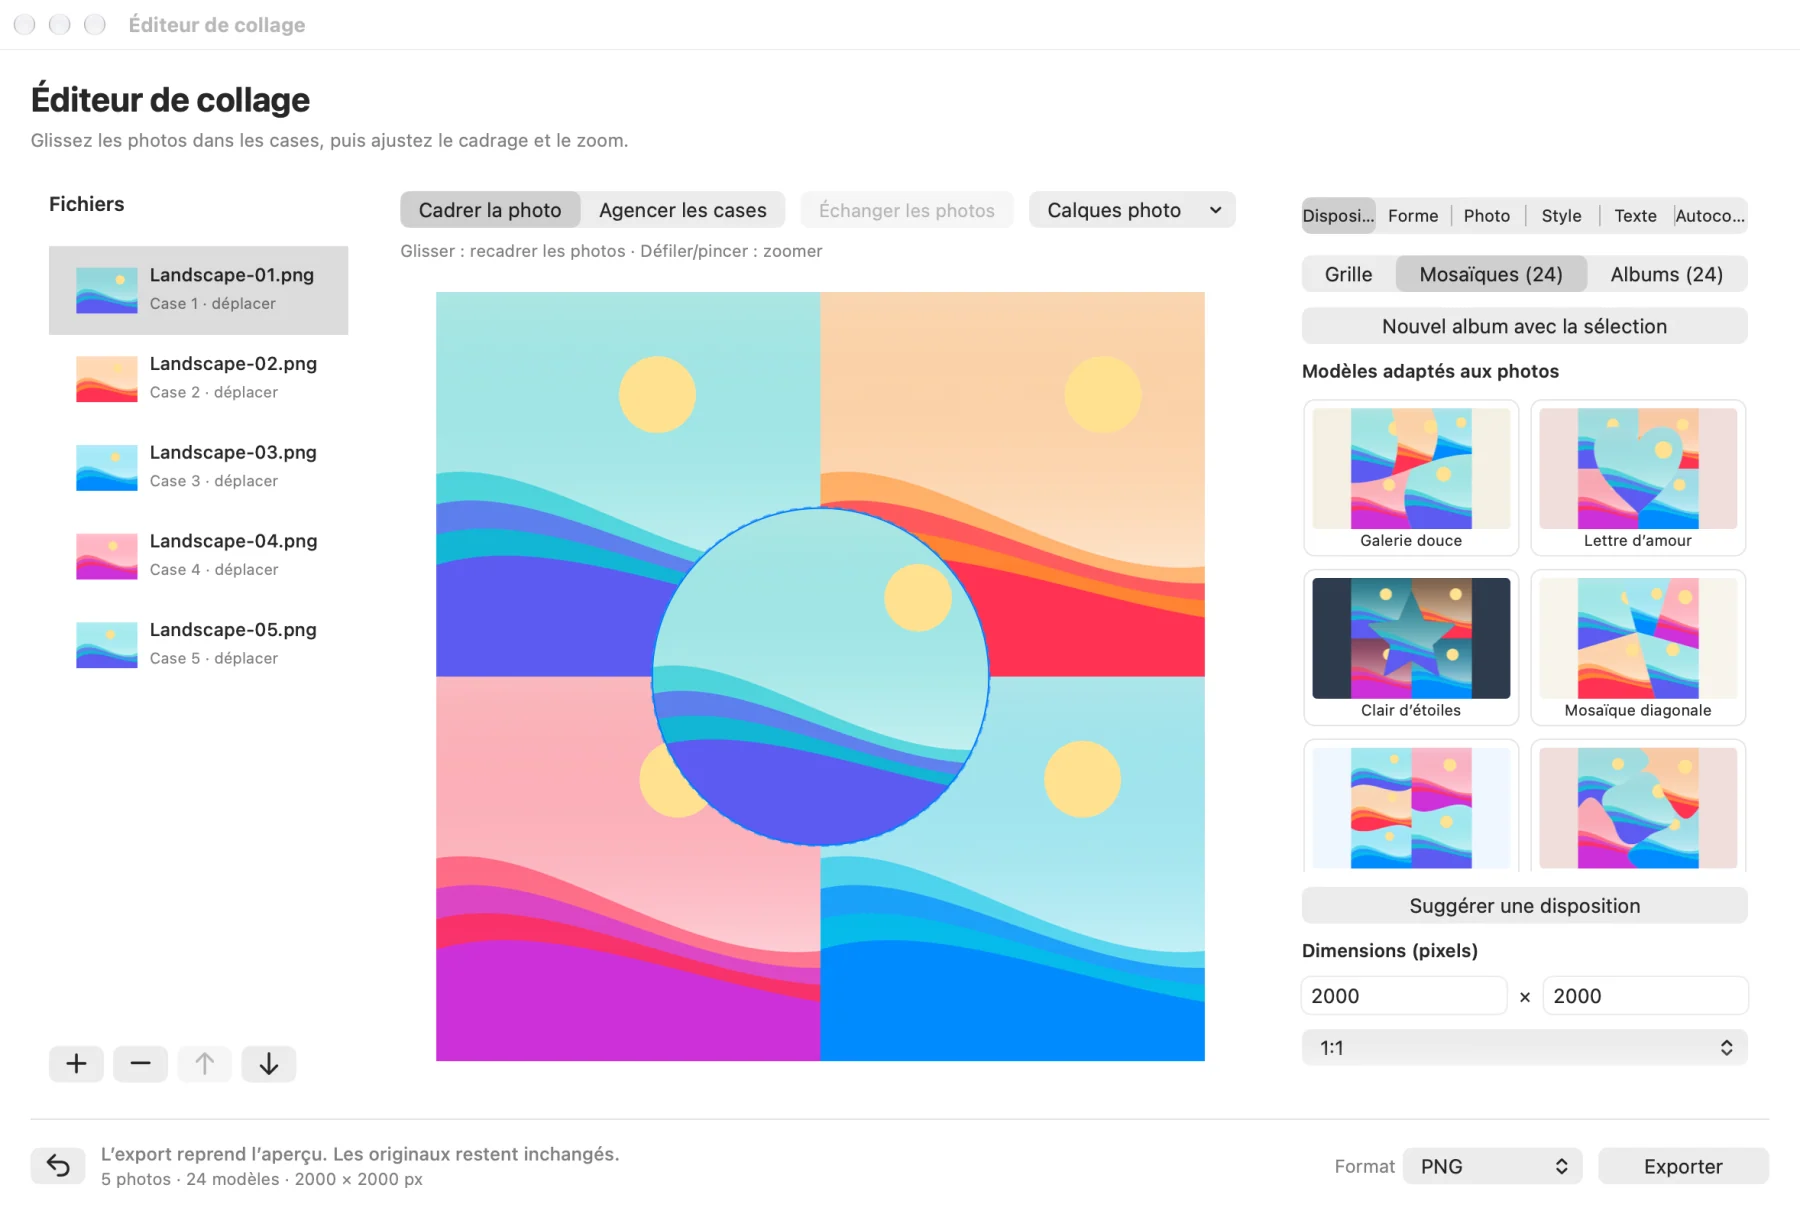 Éditeur de collage
Éditeur de collage
Glissez les photos dans les cases, puis ajustez le cadrage et le zoom.
Fichiers
Landscape-01.png
Case 1 · déplacer
Landscape-02.png
Case 2 · déplacer
Landscape-03.png
Case 3 · déplacer
Landscape-04.png
Case 4 · déplacer
Landscape-05.png
Case 5 · déplacer
Cadrer la photo
Agencer les cases
Échanger les photos
Calques photo
Glisser : recadrer les photos · Défiler/pincer : zoomer
Disposi... Forme Photo Style Texte Autoco...
Grille Mosaïques (24) Albums (24)
Nouvel album avec la sélection
Modèles adaptés aux photos
Galerie douce
Lettre d’amour
Clair d’étoiles
Mosaïque diagonale
Suggérer une disposition
Dimensions (pixels)
2000 × 2000
1:1
L’export reprend l’aperçu. Les originaux restent inchangés.
5 photos · 24 modèles · 2000 × 2000 px
Format PNG Exporter